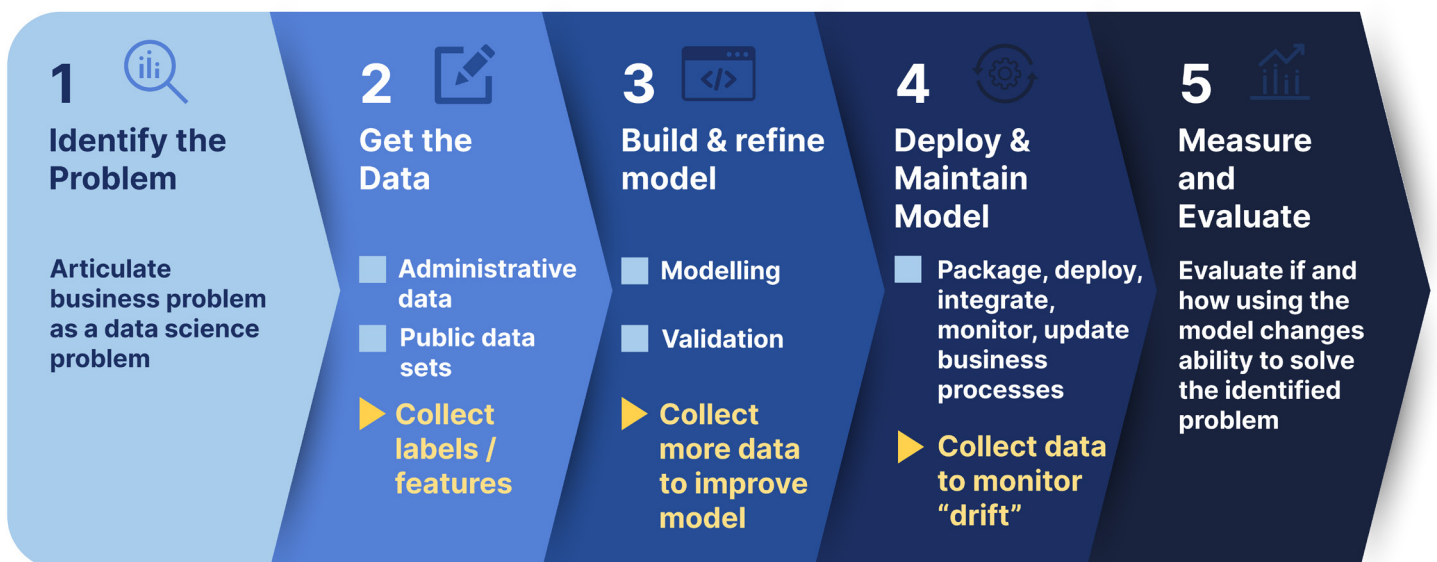 1
Identify the
Problem
Articulate
business problem
as a data science
problem
2
Get the
Data
Administrative
data
Public data
sets
Collect
labels /
features
3
</>
Build & refine
model
Modelling
Validation
Collect
more data
to improve
model
4
Deploy &
Maintain
Model
Package, deploy,
integrate,
monitor, update
business
processes
Collect data
to monitor
“drift”
5
Measure
and
Evaluate
Evaluate if and
how using the
model changes
ability to solve
the identified
problem